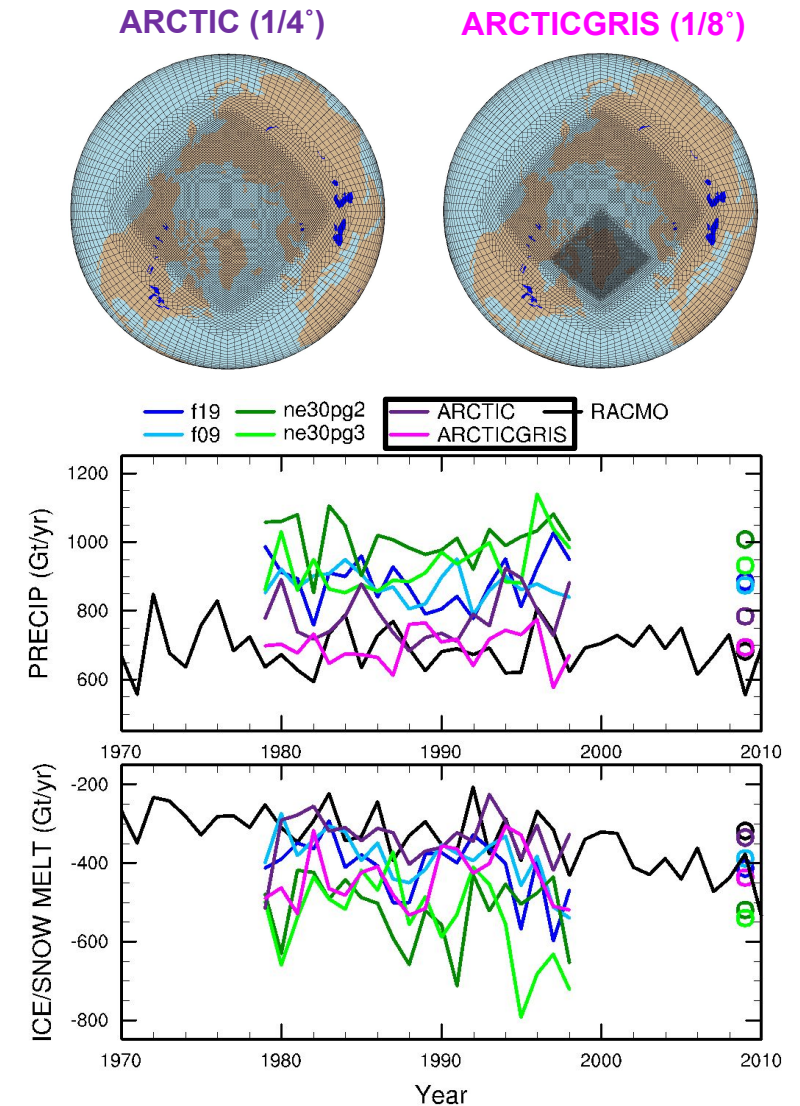 ARCTIC (1/4˚) ARCTICGRIS (1/8˚)
f19 ne30pg2 ARCTIC RACMO
f09 ne30pg3 ARCTICGRIS
PRECIP (Gt/yr)
1200
1000
800
600
1970 1980 1990 2000 2010
ICE/SNOW MELT (Gt/yr)
-200
-400
-600
-800
1970 1980 1990 2000 2010
Year